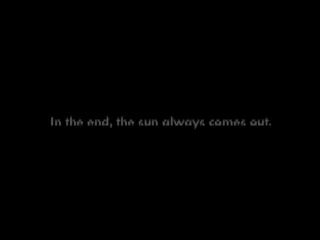 In the end, the sun always comes out.